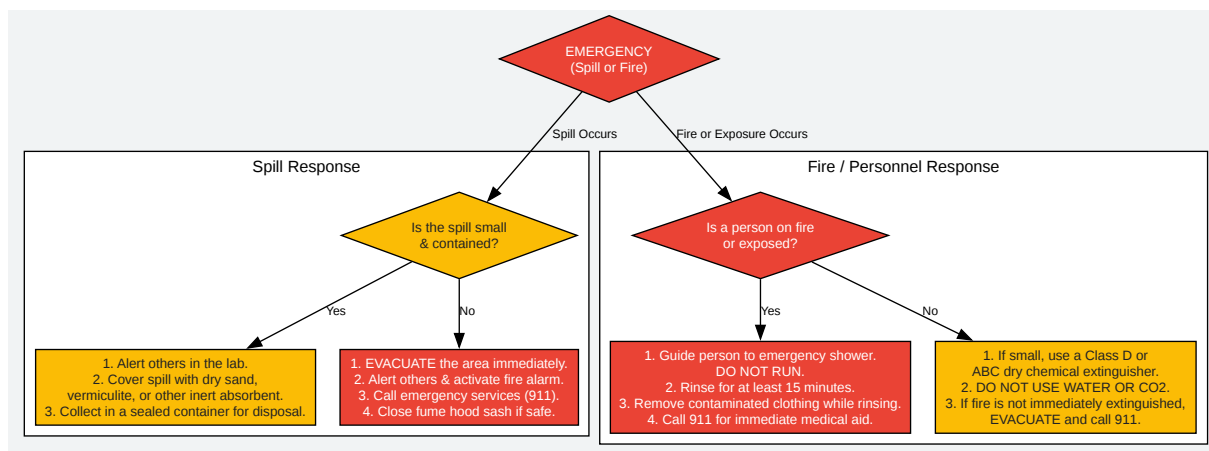 EMERGENCY
(Spill or Fire)
Spill Occurs
Fire or Exposure Occurs
Spill Response
Is the spill small
& contained?
Yes
No
1. Alert others in the lab.
2. Cover spill with dry sand,
vermiculite, or other inert absorbent.
3. Collect in a sealed container for disposal.
1. EVACUATE the area immediately.
2. Alert others & activate fire alarm.
3. Call emergency services (911).
4. Close fume hood sash if safe.
Fire / Personnel Response
Is a person on fire
or exposed?
Yes
No
1. Guide person to emergency shower.
DO NOT RUN.
2. Rinse for at least 15 minutes.
3. Remove contaminated clothing while rinsing.
4. Call 911 for immediate medical aid.
1. If small, use a Class D or
ABC dry chemical extinguisher.
2. DO NOT USE WATER OR CO2.
3. If fire is not immediately extinguished,
EVACUATE and call 911.